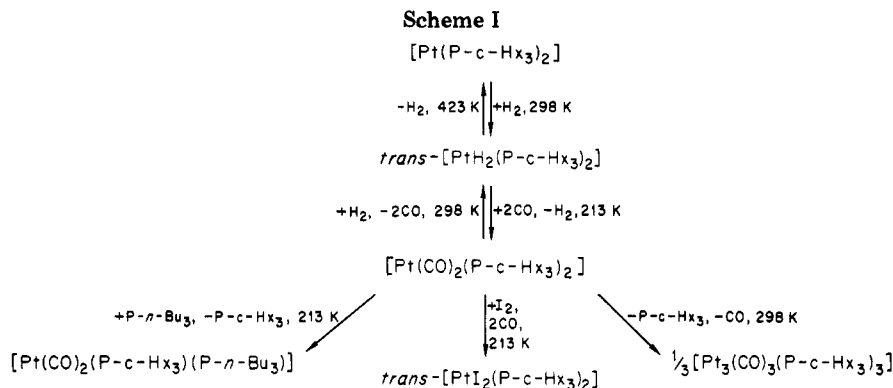 Scheme I
[Pt(P-c-Hx₃)₂]
-H₂, 423 K +H₂, 298 K
trans-[PtH₂(P-c-Hx₃)₂]
+H₂, -2CO, 298 K +2CO, -H₂, 213 K
[Pt(CO)₂(P-c-Hx₃)₂]
+P-n-Bu₃, -P-c-Hx₃, 213 K
+I₂,
2CO,
213 K
-P-c-Hx₃, -CO, 298 K
[Pt(CO)₂(P-c-Hx₃)(P-n-Bu₃)]
trans-[PtI₂(P-c-Hx₃)₂]
1/3[Pt₃(CO)₃(P-c-Hx₃)₃]